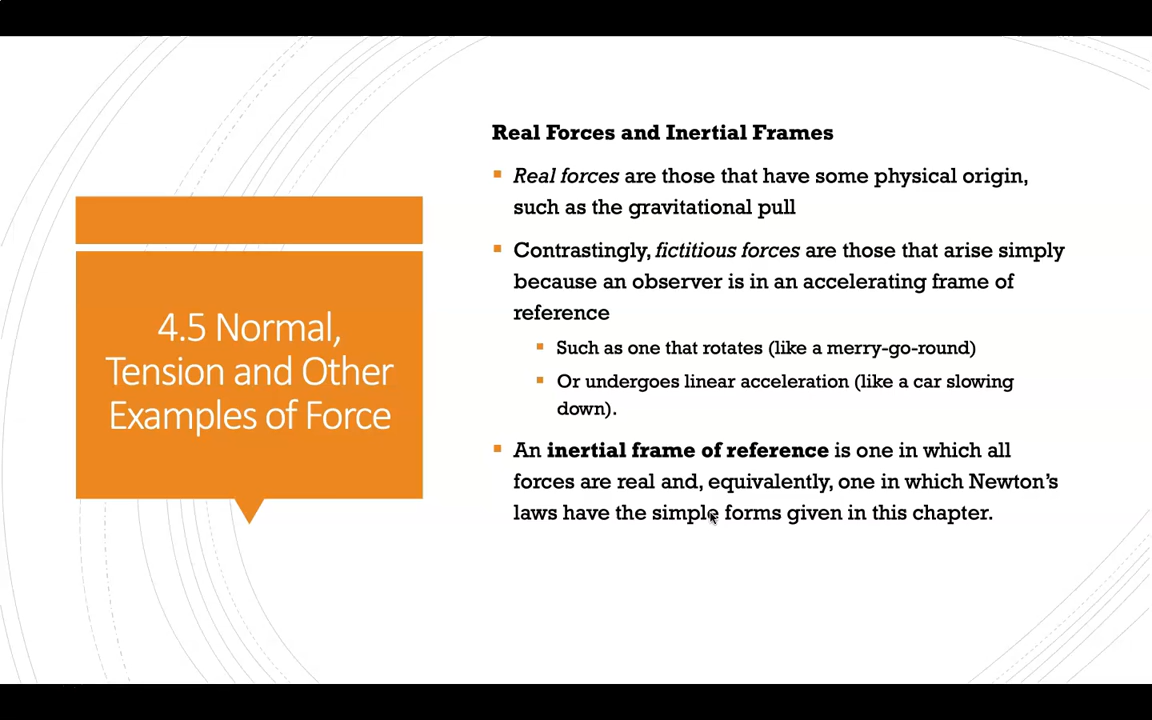 4.5 Normal,
Tension and Other
Examples of Force
Real Forces and Inertial Frames
Real forces are those that have some physical origin,
such as the gravitational pull
Contrastingly, fictitious forces are those that arise simply
because an observer is in an accelerating frame of
reference
Such as one that rotates (like a merry-go-round)
Or undergoes linear acceleration (like a car slowing
down).
An inertial frame of reference is one in which all
forces are real and, equivalently, one in which Newton’s
laws have the simple forms given in this chapter.